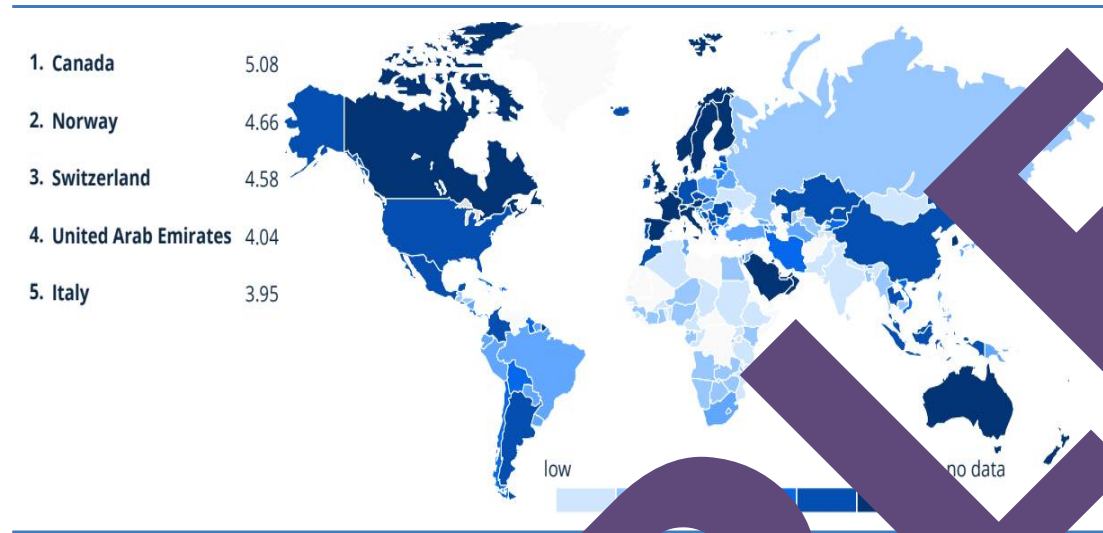 1. Canada 5.08
2. Norway 4.66
3. Switzerland 4.58
4. United Arab Emirates 4.04
5. Italy 3.95
low
no data